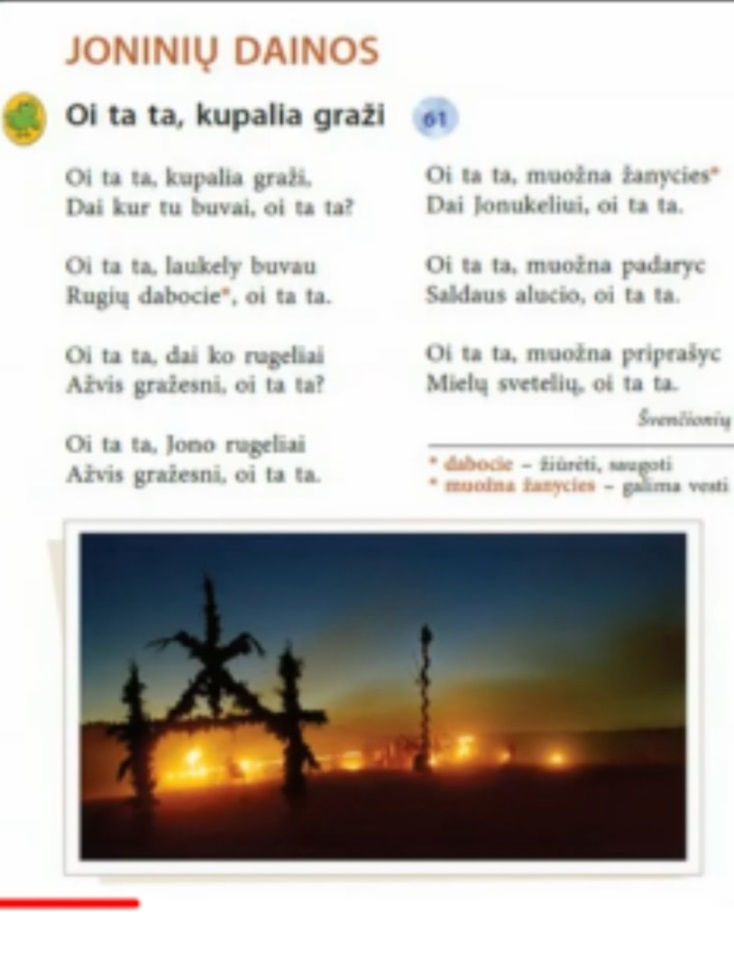 JONINIŲ DAINOS
Oi ta ta, kupalia graži 61
Oi ta ta, kupalia graži,
Dai kur tu buvai, oi ta ta?
Oi ta ta, laukely buvau
Rugių dabocie*, oi ta ta.
Oi ta ta, dai ko rugeliai
Ažvis gražesni, oi ta ta?
Oi ta ta, Jono rugeliai
Ažvis gražesni, oi ta ta.
Oi ta ta, muožna žanycies*
Dai Jonukeliui, oi ta ta.
Oi ta ta, muožna padaryc
Saldaus alucio, oi ta ta.
Oi ta ta, muožna priprašyc
Mielų svetelių, oi ta ta.
Švenčionių
* dabocie – žiūrėti, saugoti
* muožna žanycies – galima vesti